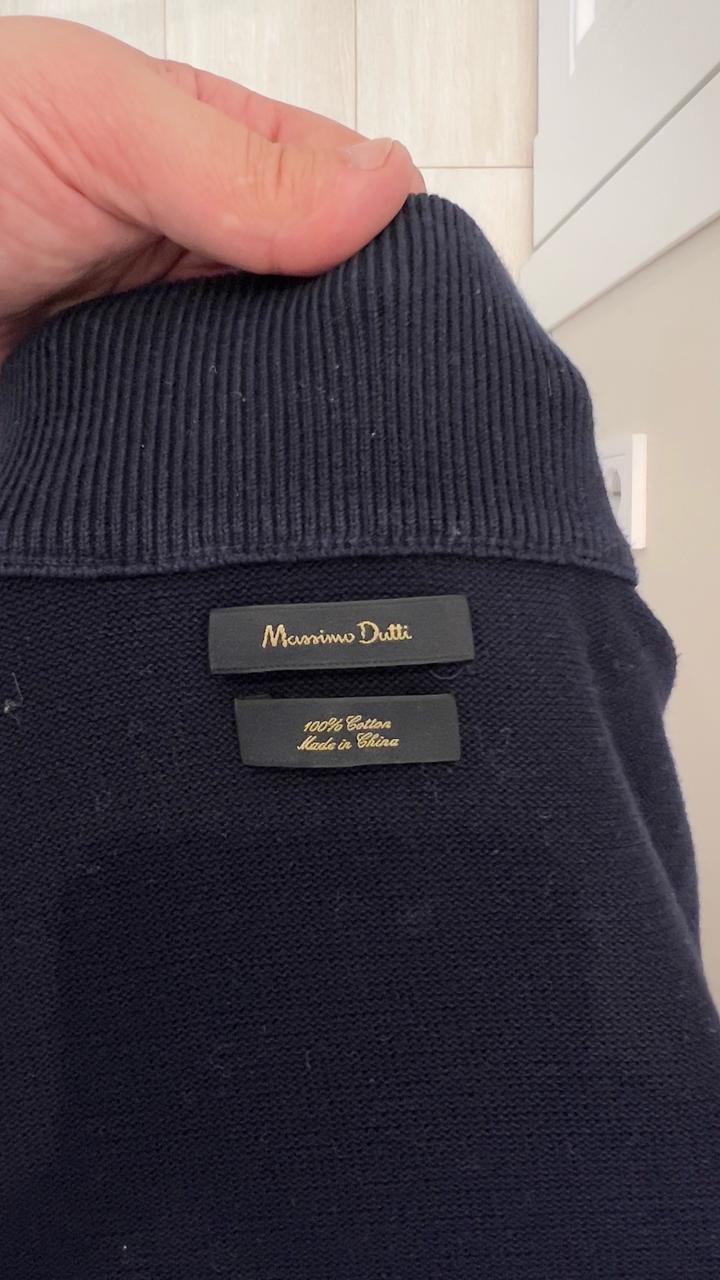 Massimo Dutti
100% Cotton
Made in China